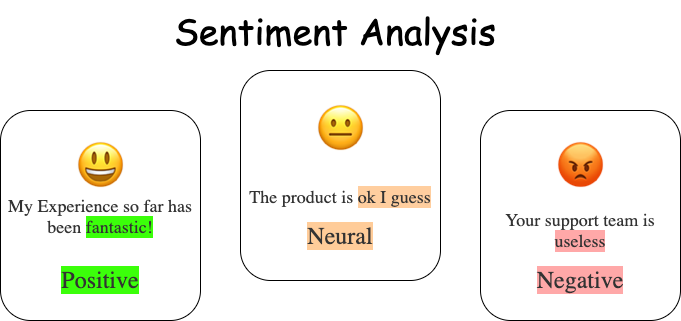 Sentiment Analysis
My Experience so far has
been fantastic!
Positive
The product is ok I guess
Neural
Your support team is
useless
Negative